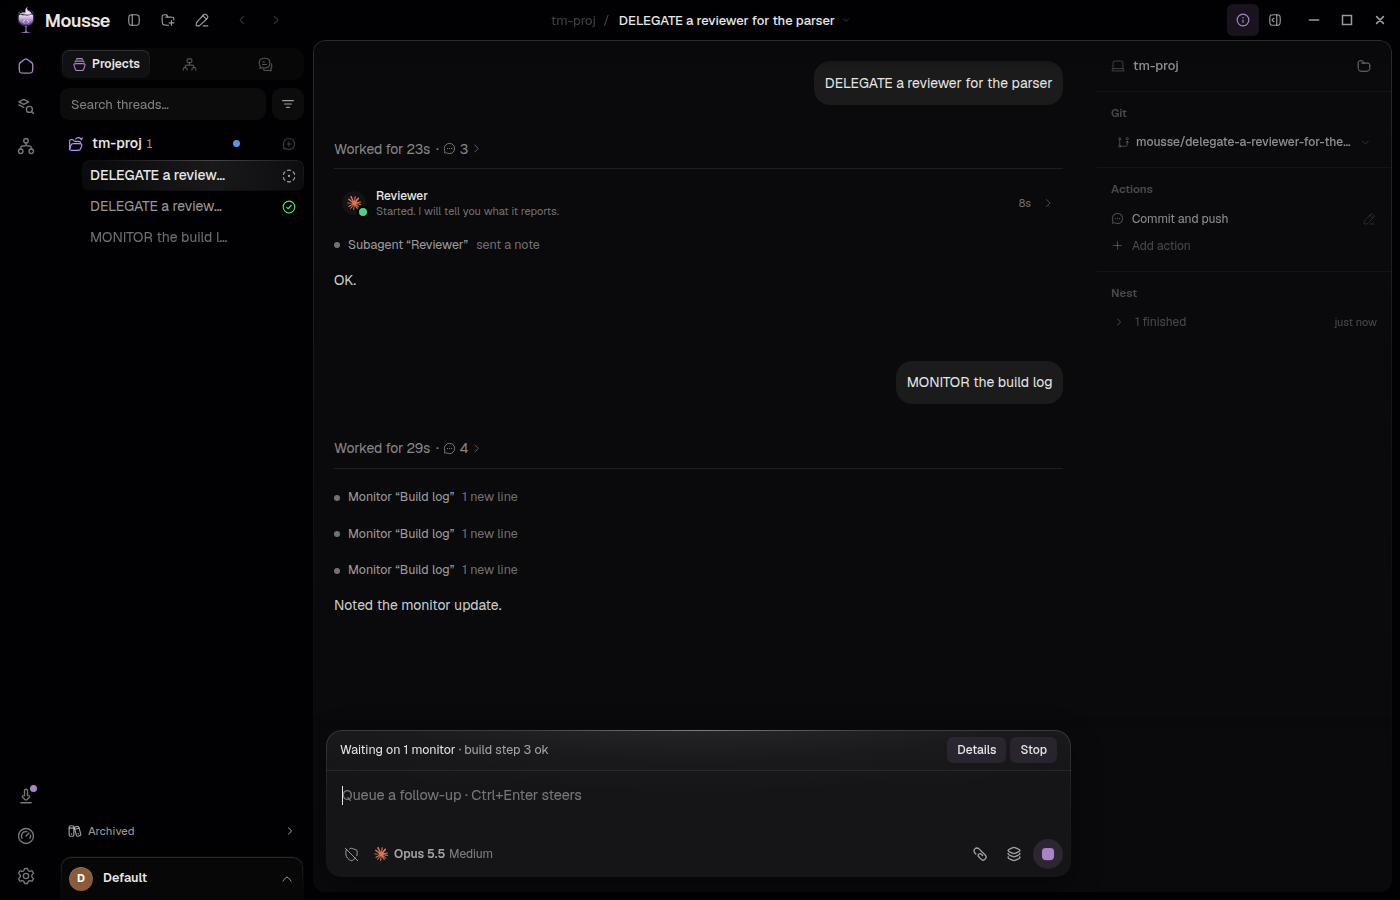 Mousse
tm-proj / DELEGATE a reviewer for the parser
Projects
Search threads...
tm-proj 1
DELEGATE a review...
DELEGATE a review...
MONITOR the build l...
Archived
D Default
DELEGATE a reviewer for the parser
Worked for 23s · 3
Reviewer
Started. I will tell you what it reports.
8s
Subagent “Reviewer” sent a note
OK.
MONITOR the build log
Worked for 29s · 4
Monitor “Build log” 1 new line
Monitor “Build log” 1 new line
Monitor “Build log” 1 new line
Noted the monitor update.
Waiting on 1 monitor · build step 3 ok
Details
Stop
Queue a follow-up · Ctrl+Enter steers
Opus 5.5 Medium
tm-proj
Git
mousse/delegate-a-reviewer-for-the...
Actions
Commit and push
Add action
Nest
1 finished just now